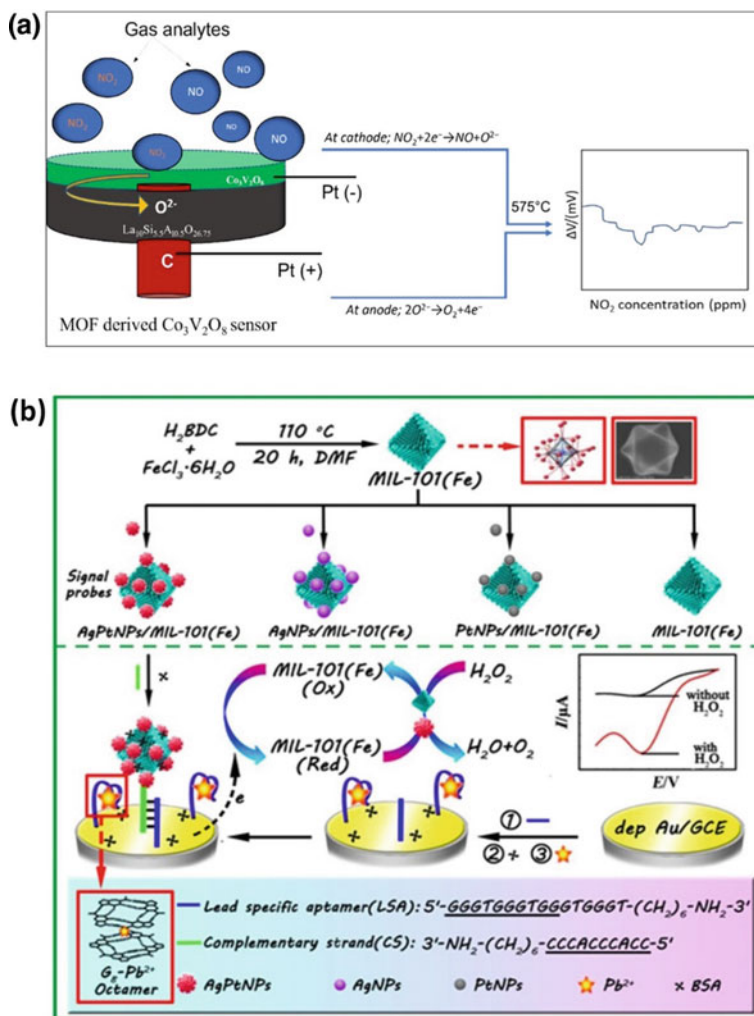 (a)
Gas analytes
NO₂
NO
NO
NO₂
NO₂
NO
NO
NO₂
NO
At cathode; NO₂+2e⁻→NO+O²⁻
Co₃V₂O₈
Pt (-)
O²⁻
575°C
ΔV/(mV)
La₁₀Si₅.₅A₁₀.₅O₂₆.₇₅
C
Pt (+)
NO₂ concentration (ppm)
At anode; 2O²⁻→O₂+4e⁻
MOF derived Co₃V₂O₈ sensor
(b)
H₂BDC
+
FeCl₃·6H₂O
110 °C
20 h, DMF
MIL-101(Fe)
Signal
probes
AgPtNPs/MIL-101(Fe)
AgNPs/MIL-101(Fe)
PtNPs/MIL-101(Fe)
MIL-101(Fe)
MIL-101(Fe)
(Ox)
H₂O₂
MIL-101(Fe)
(Red)
H₂O+O₂
e
I/μA
without
H₂O₂
with
H₂O₂
E/V
①
② + ③
dep Au/GCE
Lead specific aptamer(LSA): 5'-GGGTGGGTGGGTGGGT-(CH₂)₆-NH₂-3'
Complementary strand(CS): 3'-NH₂-(CH₂)₆-CCCACCCACC-5'
G₈-Pb²⁺
Octamer
AgPtNPs
AgNPs
PtNPs
Pb²⁺
× BSA